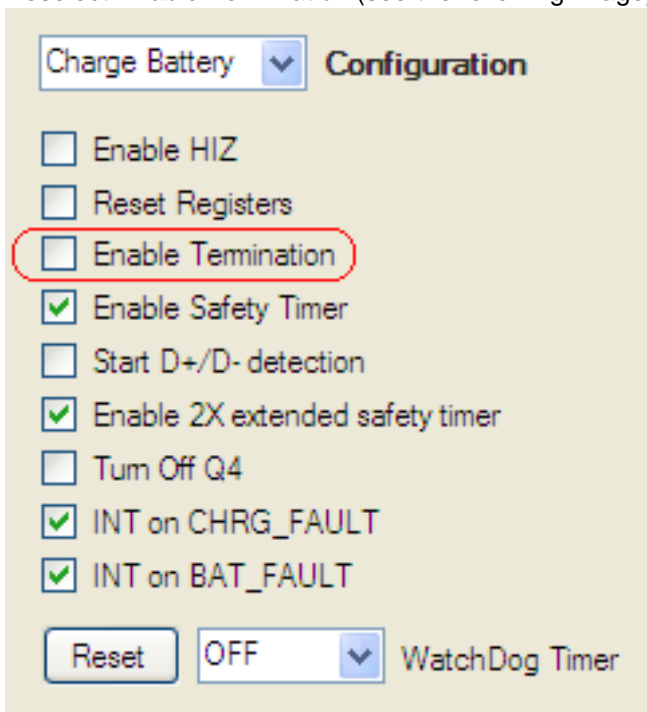 Charge Battery Configuration
Enable HIZ
Reset Registers
Enable Termination
Enable Safety Timer
Start D+/D- detection
Enable 2X extended safety timer
Turn Off Q4
INT on CHRG_FAULT
INT on BAT_FAULT
Reset OFF WatchDog Timer